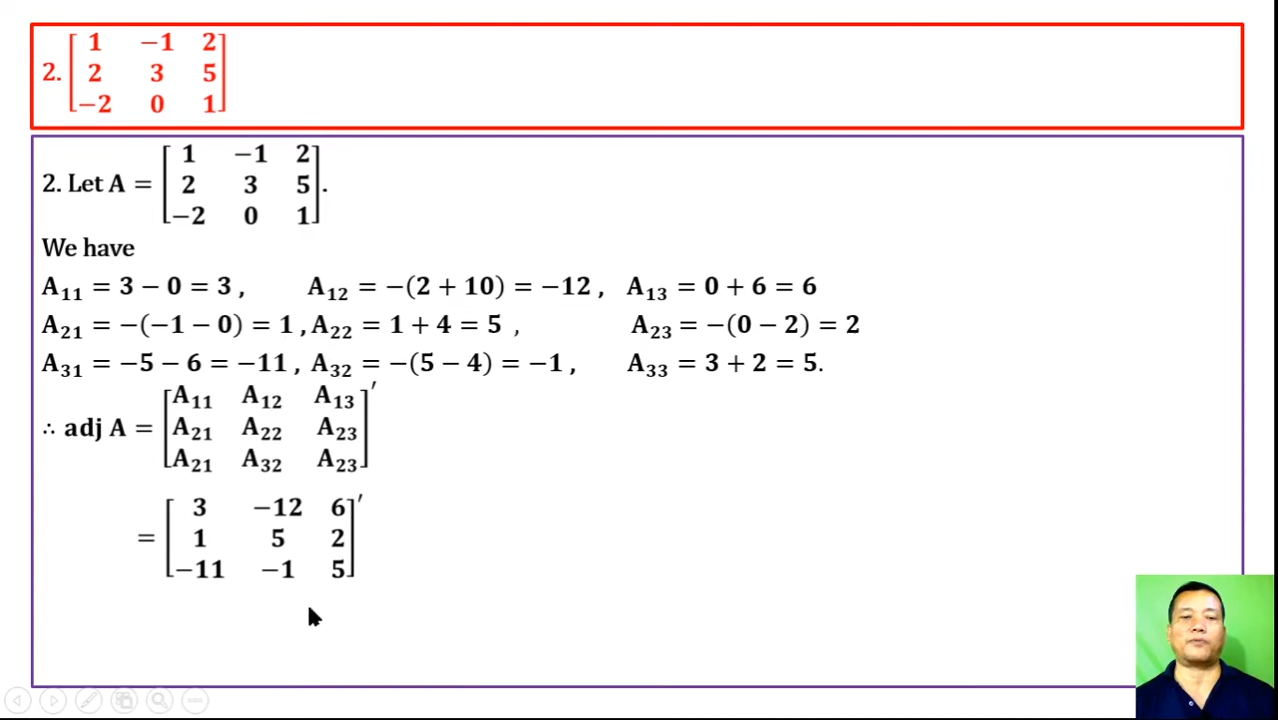 2. [1 −1 2
2 3 5
−2 0 1]
2. Let A = [1 −1 2
2 3 5
−2 0 1].
We have
A₁₁ = 3 − 0 = 3 , A₁₂ = −(2 + 10) = −12 , A₁₃ = 0 + 6 = 6
A₂₁ = −(−1 − 0) = 1 , A₂₂ = 1 + 4 = 5 , A₂₃ = −(0 − 2) = 2
A₃₁ = −5 − 6 = −11 , A₃₂ = −(5 − 4) = −1 , A₃₃ = 3 + 2 = 5.
∴ adj A = [A₁₁ A₁₂ A₁₃
A₂₁ A₂₂ A₂₃
A₂₁ A₃₂ A₂₃]′
= [3 −12 6
1 5 2
−11 −1 5]′